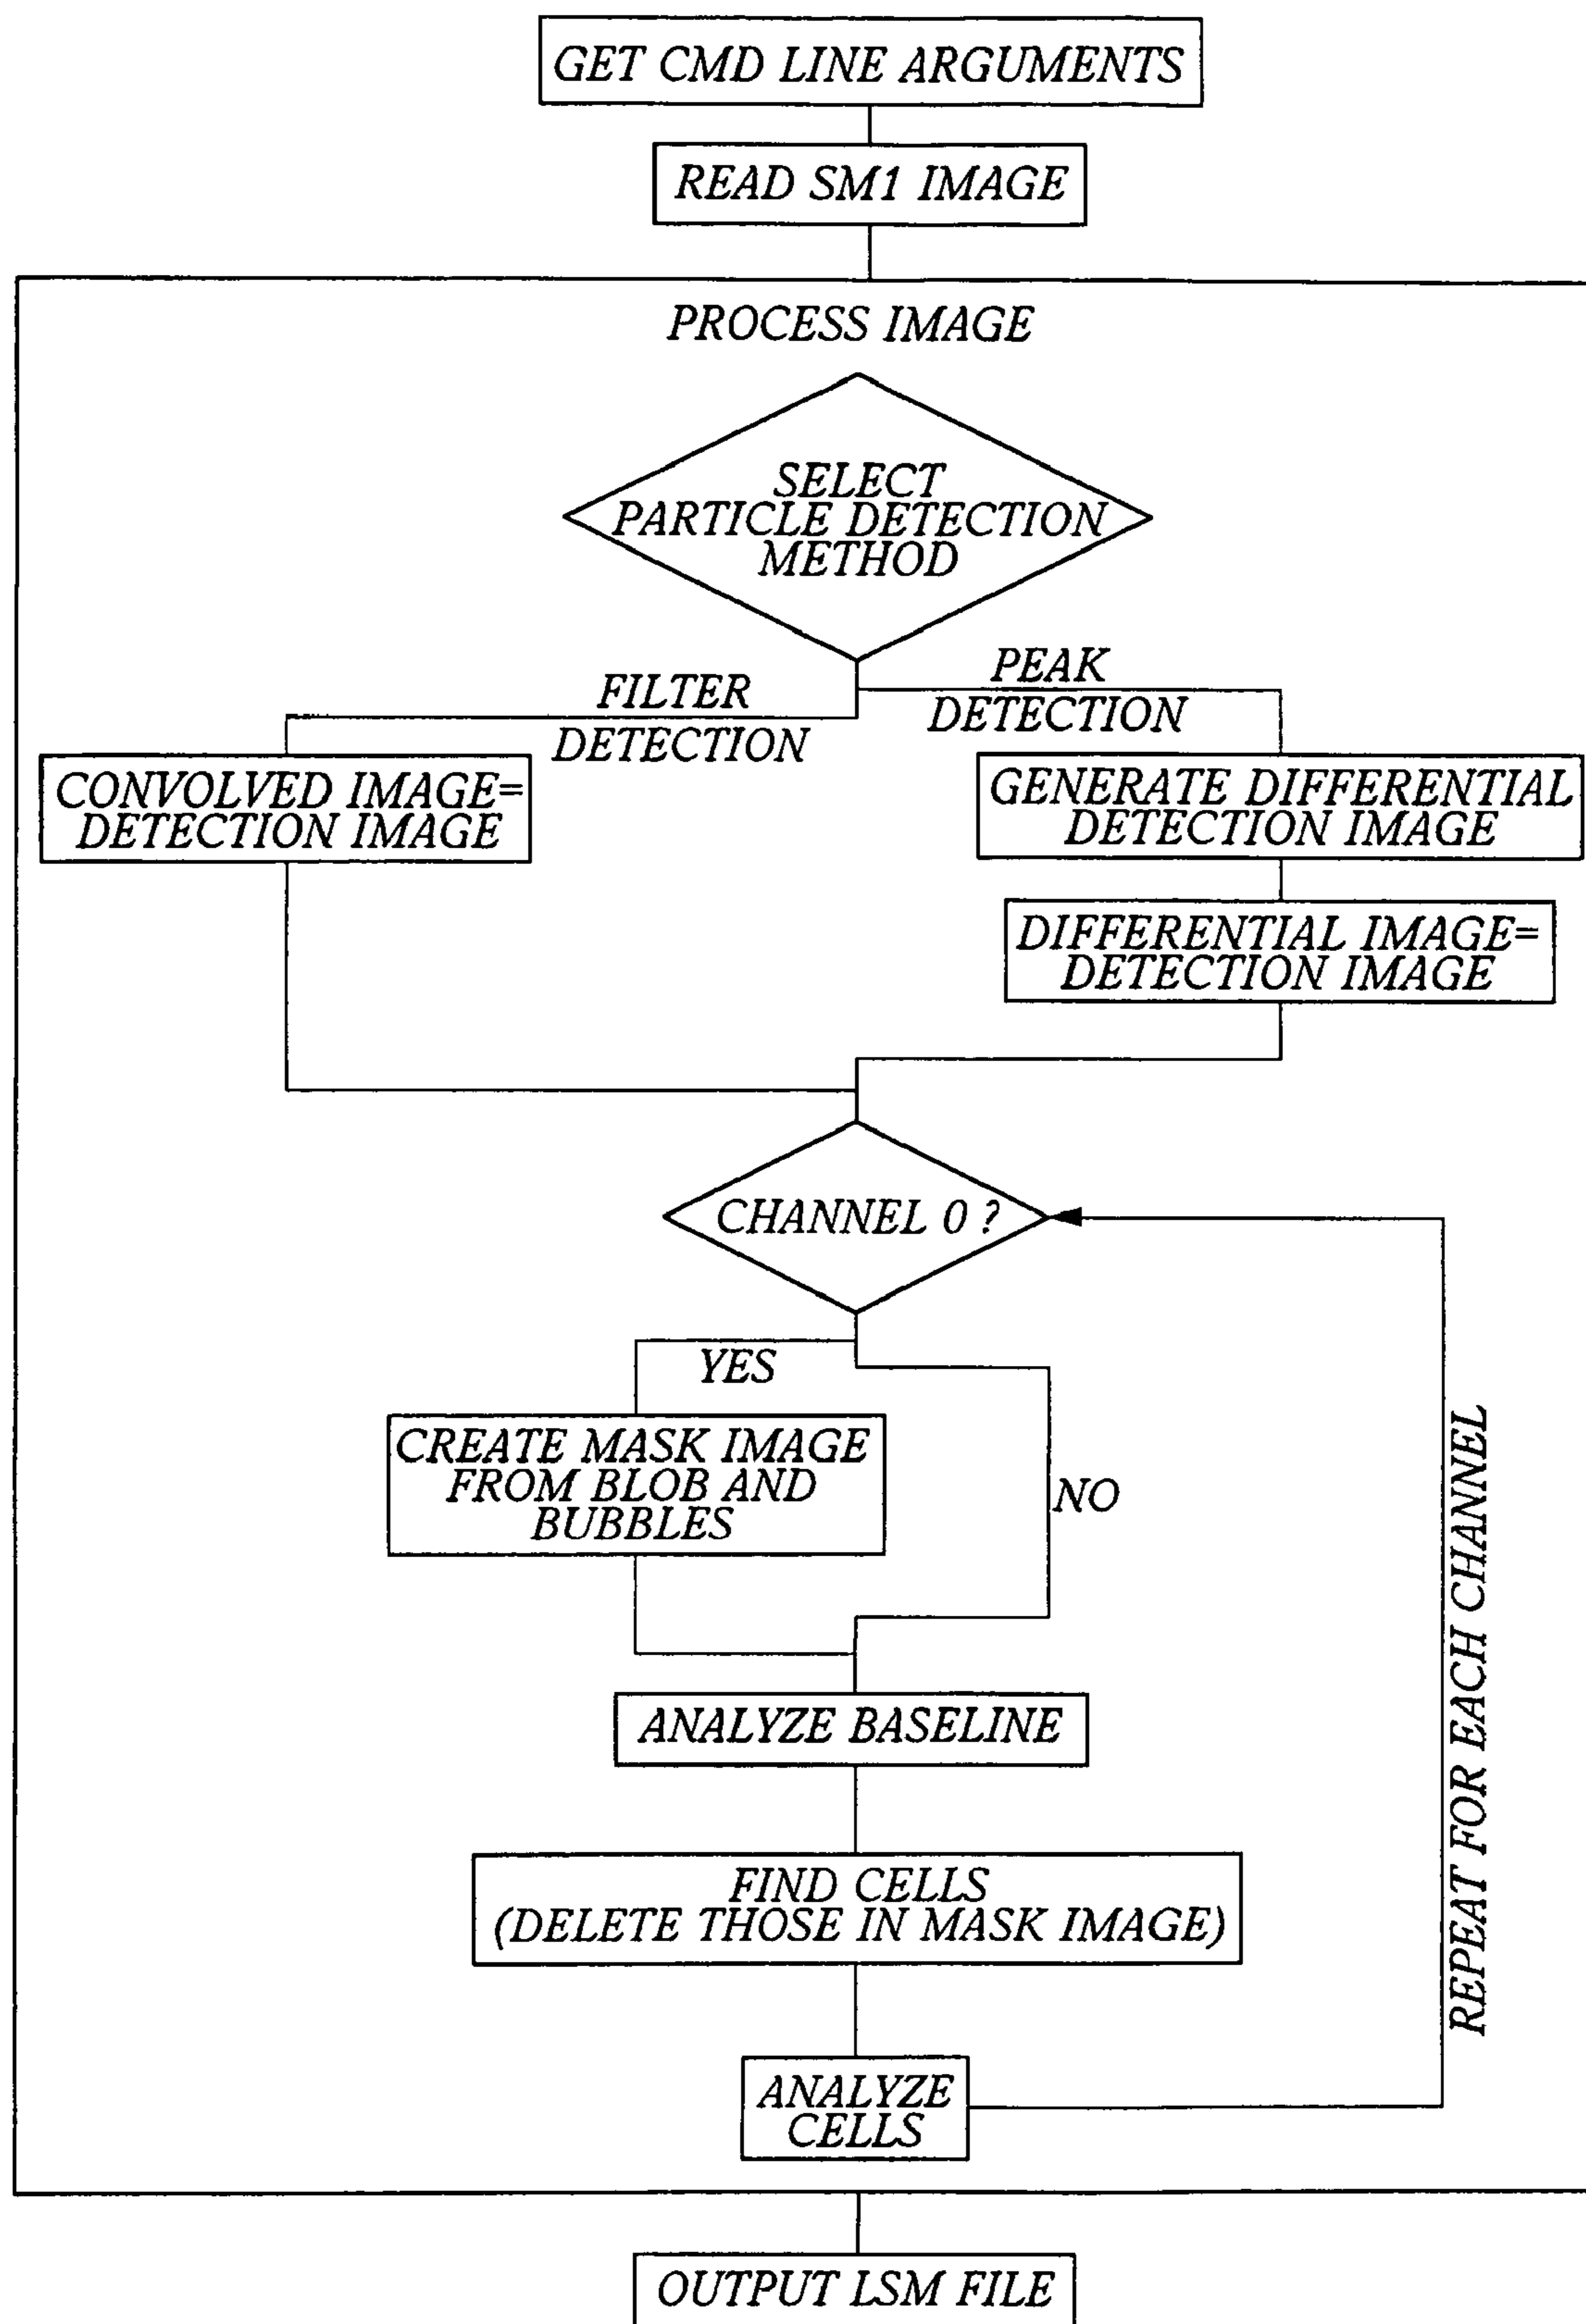 GET CMD LINE ARGUMENTS
READ SM1 IMAGE
PROCESS IMAGE
SELECT
PARTICLE DETECTION
METHOD
FILTER
DETECTION
PEAK
DETECTION
CONVOLVED IMAGE=
DETECTION IMAGE
GENERATE DIFFERENTIAL
DETECTION IMAGE
DIFFERENTIAL IMAGE=
DETECTION IMAGE
CHANNEL 0 ?
YES
NO
CREATE MASK IMAGE
FROM BLOB AND
BUBBLES
REPEAT FOR EACH CHANNEL
ANALYZE BASELINE
FIND CELLS
(DELETE THOSE IN MASK IMAGE)
ANALYZE
CELLS
OUTPUT LSM FILE